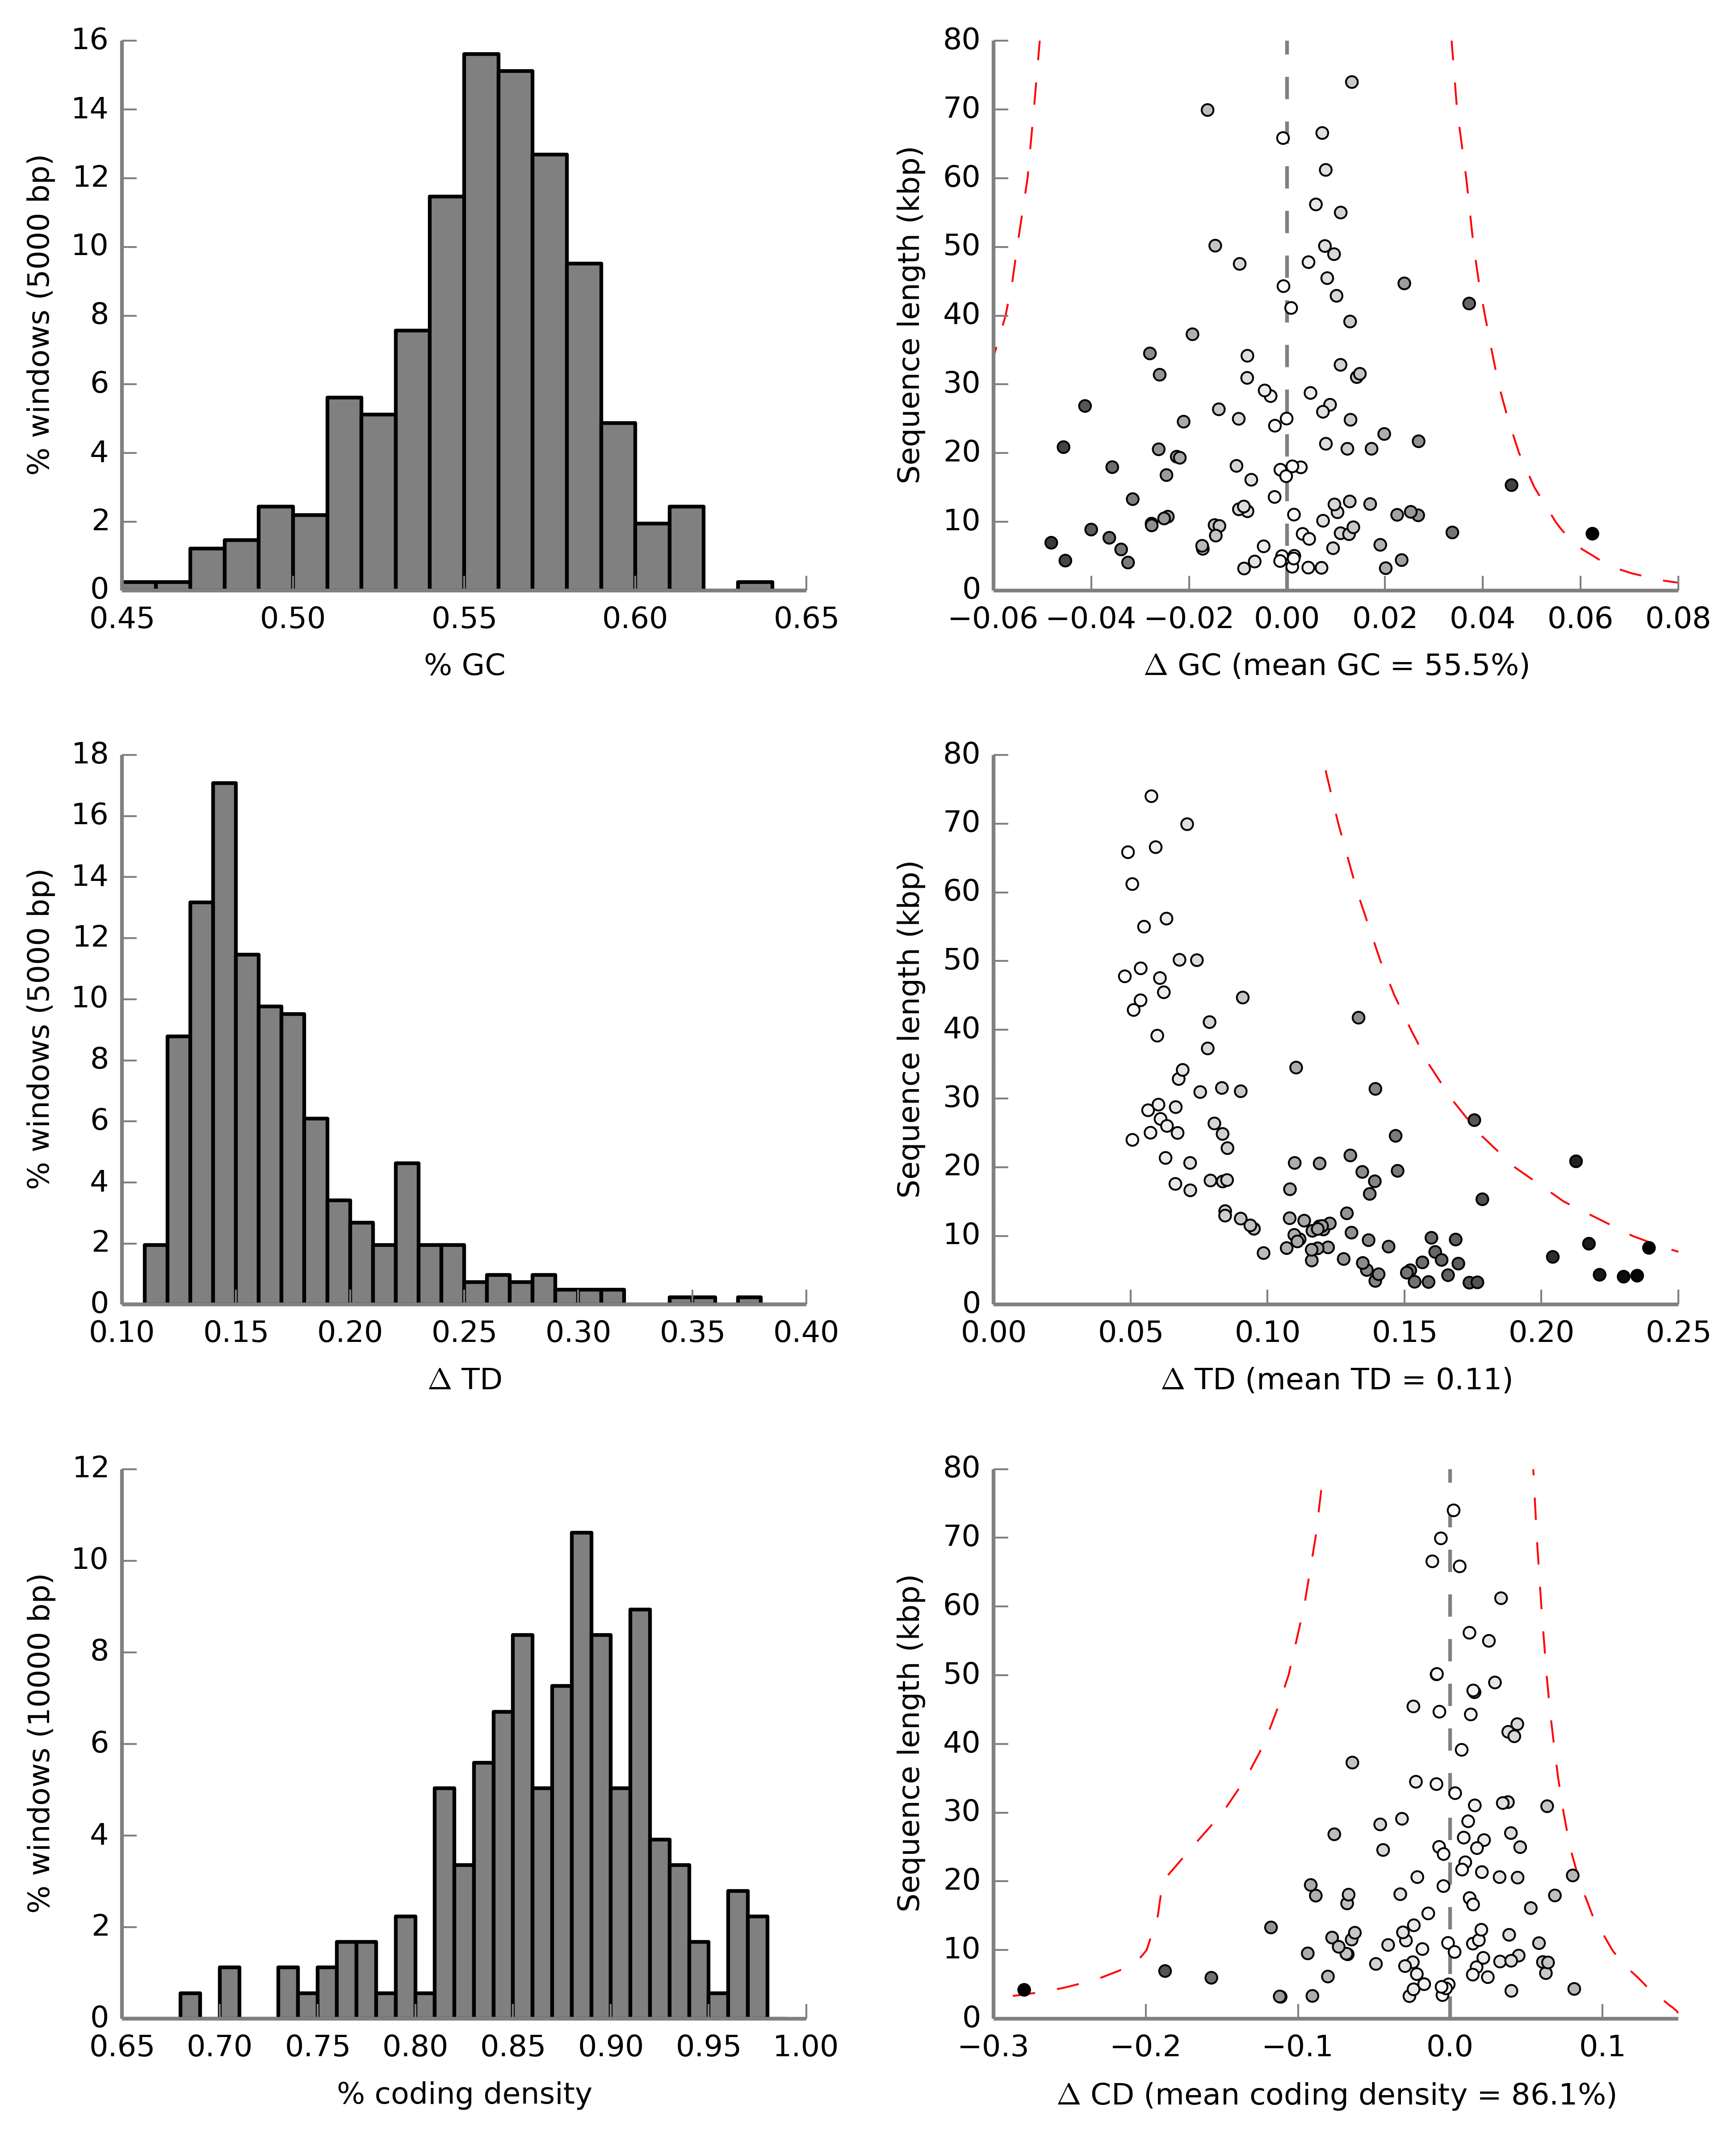 16
14
12
10
8
6
4
2
0
0.45 0.50 0.55 0.60 0.65
% GC
% windows (5000 bp)
80
70
60
50
40
30
20
10
0
−0.06 −0.04 −0.02 0.00 0.02 0.04 0.06 0.08
Δ GC (mean GC = 55.5%)
Sequence length (kbp)
18
16
14
12
10
8
6
4
2
0
0.10 0.15 0.20 0.25 0.30 0.35 0.40
Δ TD
% windows (5000 bp)
80
70
60
50
40
30
20
10
0
0.00 0.05 0.10 0.15 0.20 0.25
Δ TD (mean TD = 0.11)
Sequence length (kbp)
12
10
8
6
4
2
0
0.65 0.70 0.75 0.80 0.85 0.90 0.95 1.00
% coding density
% windows (10000 bp)
80
70
60
50
40
30
20
10
0
−0.3 −0.2 −0.1 0.0 0.1
Δ CD (mean coding density = 86.1%)
Sequence length (kbp)